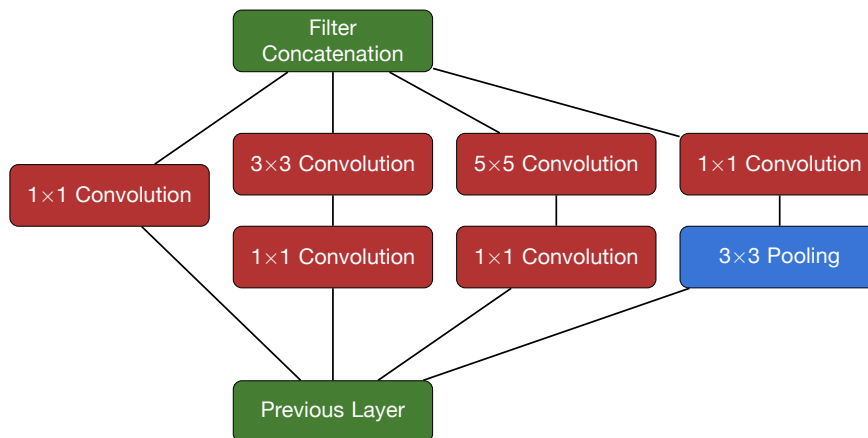 Filter
Concatenation
3×3 Convolution
5×5 Convolution
1×1 Convolution
1×1 Convolution
1×1 Convolution
1×1 Convolution
3×3 Pooling
Previous Layer